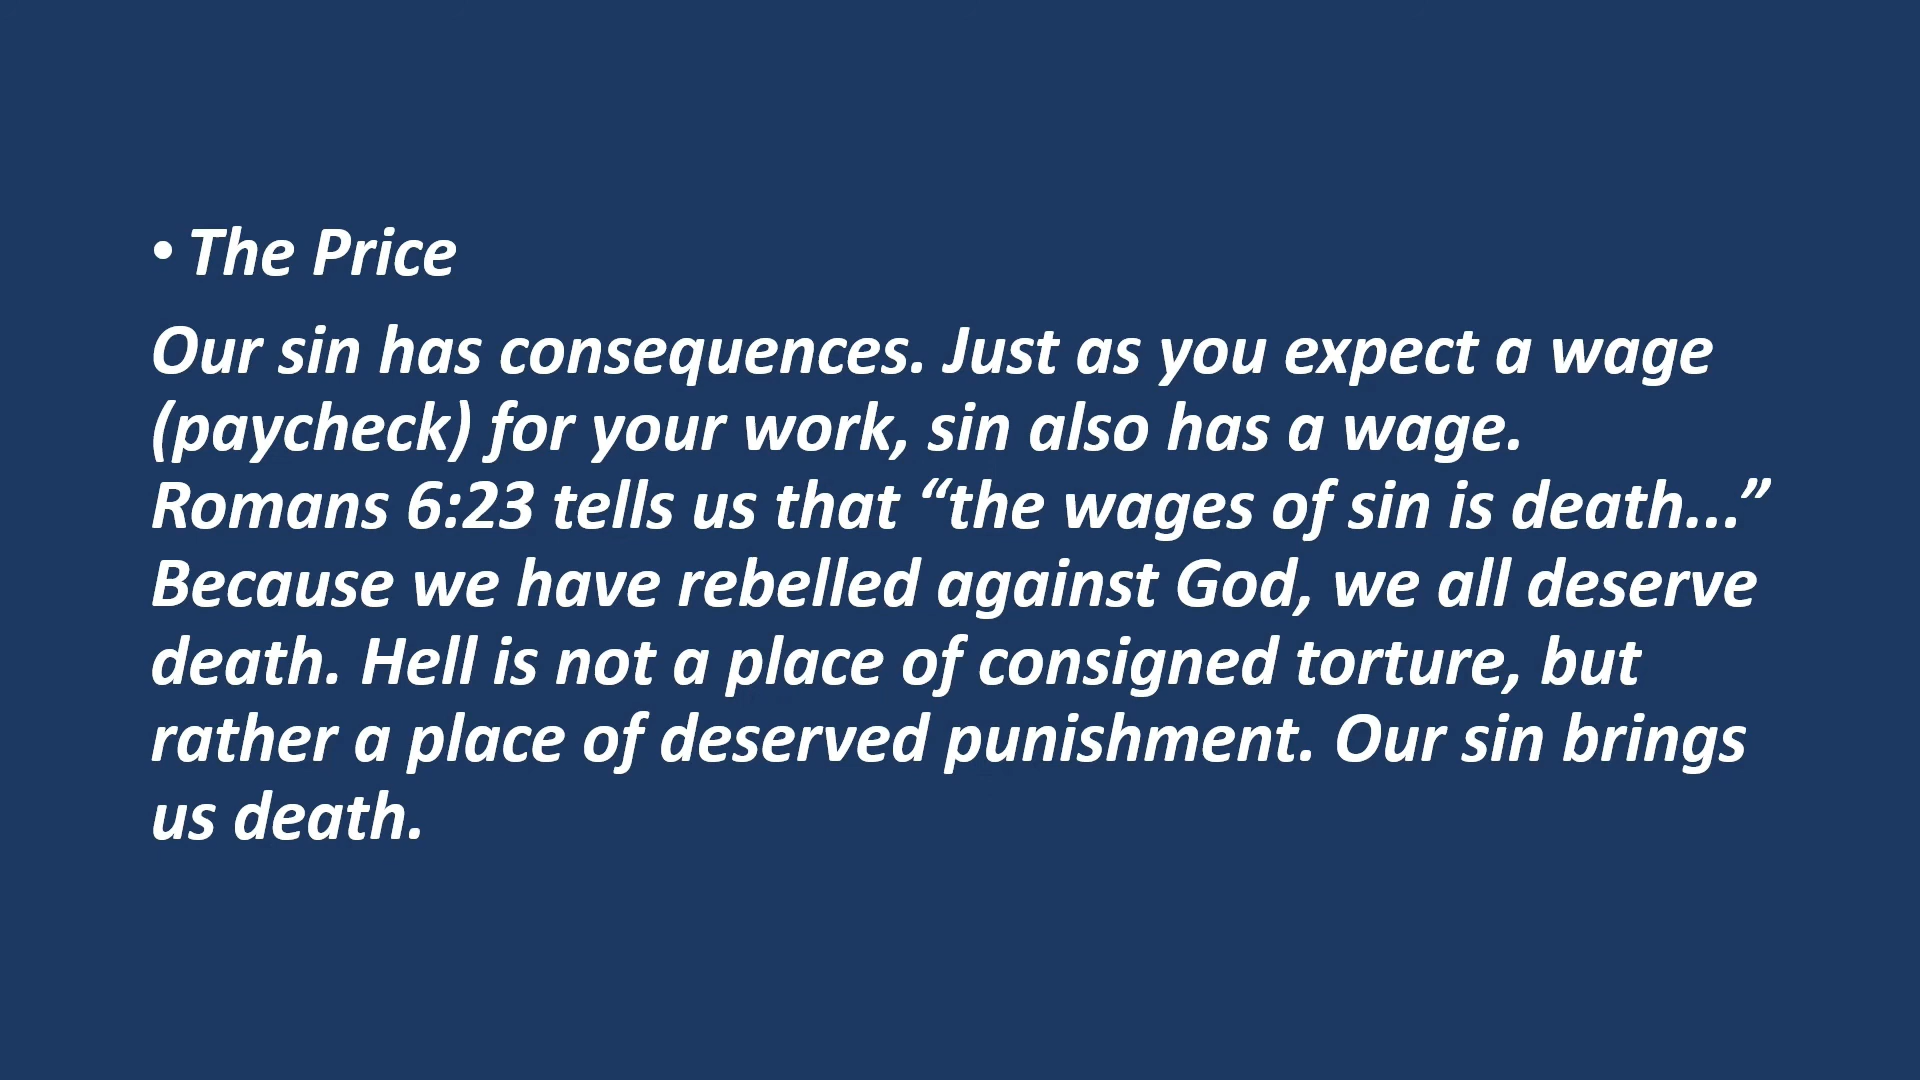 • The Price
Our sin has consequences. Just as you expect a wage
(paycheck) for your work, sin also has a wage.
Romans 6:23 tells us that “the wages of sin is death...”
Because we have rebelled against God, we all deserve
death. Hell is not a place of consigned torture, but
rather a place of deserved punishment. Our sin brings
us death.